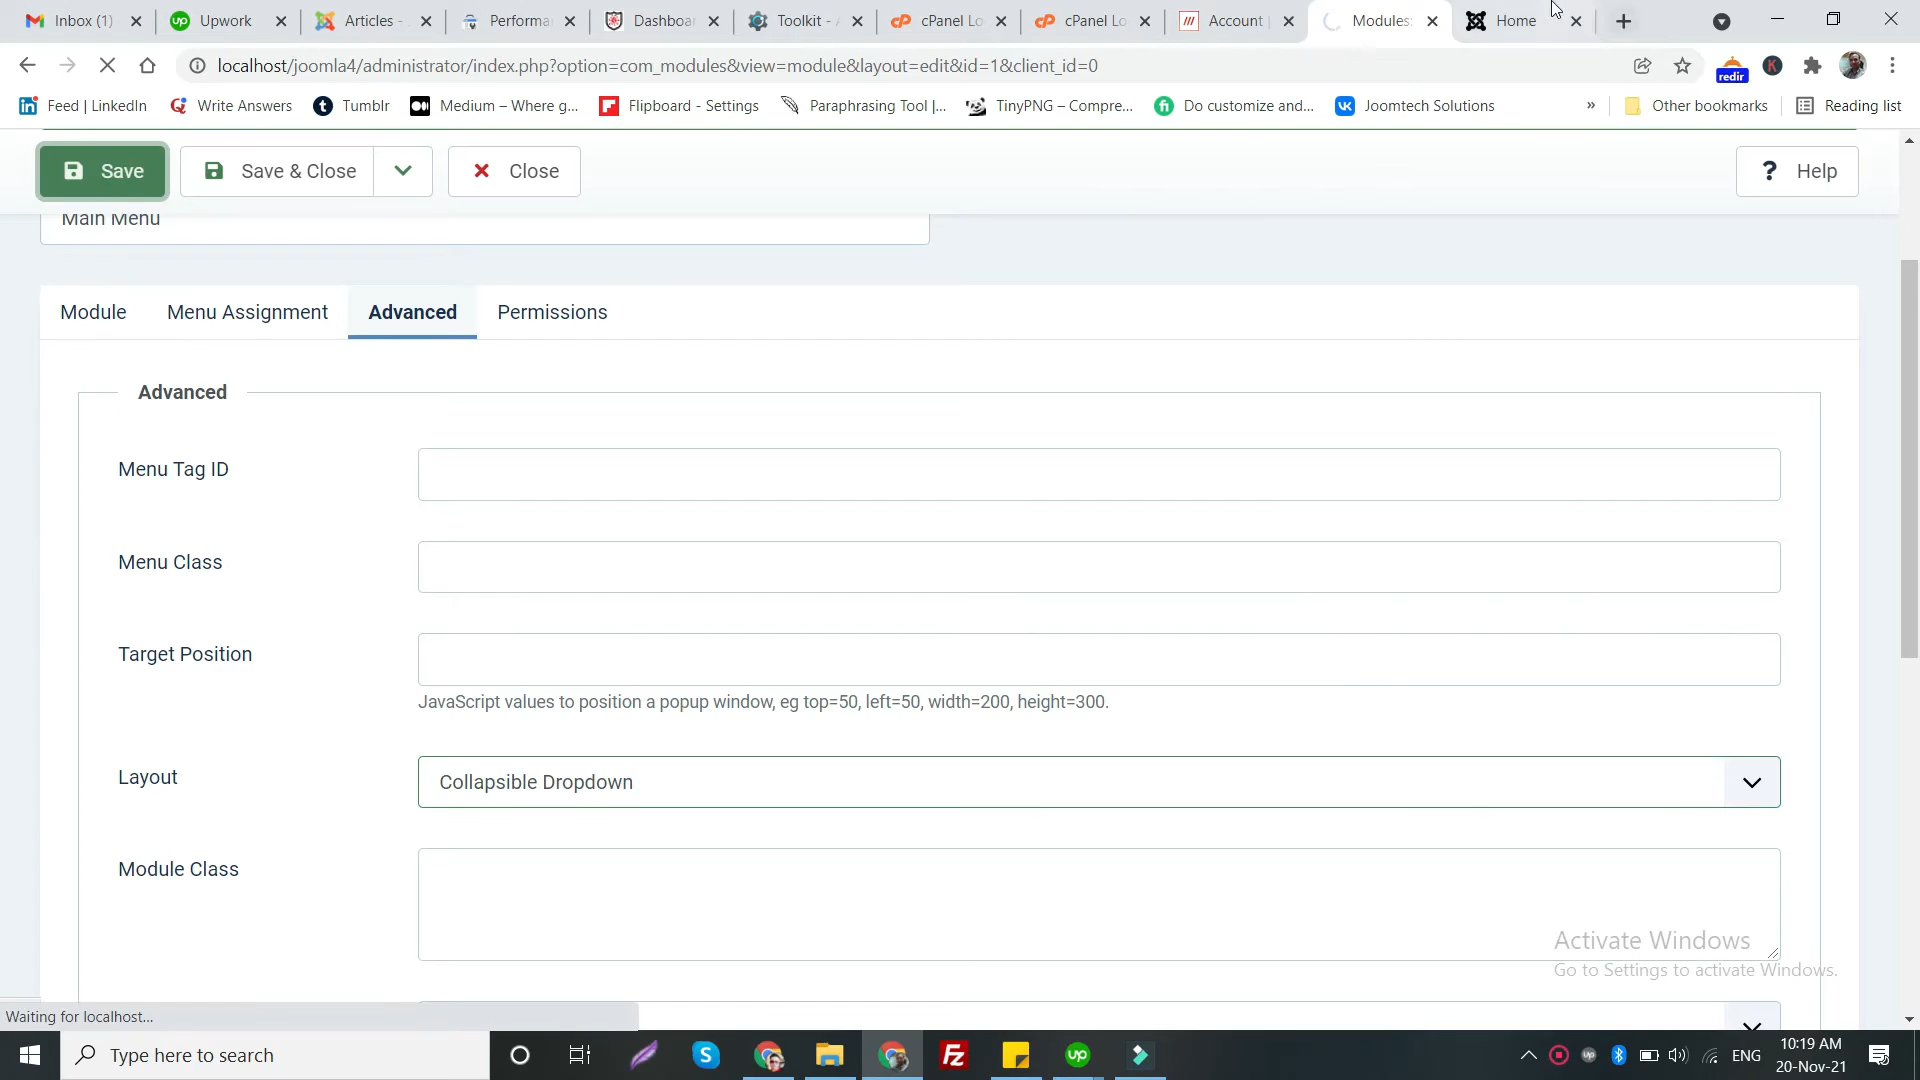 Inbox (1)
Upwork
Articles -
Performa
Dashboar
Toolkit - A
cPanel Lo
cPanel Lo
Account |
Modules:
Home
localhost/joomla4/administrator/index.php?option=com_modules&view=module&layout=edit&id=1&client_id=0
redir
K
Feed | LinkedIn
Write Answers
Tumblr
Medium – Where g...
Flipboard - Settings
Paraphrasing Tool |...
TinyPNG – Compre...
Do customize and...
Joomtech Solutions
»
Other bookmarks
Reading list
Save
Save & Close
Close
? Help
Main Menu
Module
Menu Assignment
Advanced
Permissions
Advanced
Menu Tag ID
Menu Class
Target Position
JavaScript values to position a popup window, eg top=50, left=50, width=200, height=300.
Layout
Collapsible Dropdown
Module Class
Activate Windows
Go to Settings to activate Windows.
Waiting for localhost...
Type here to search
ENG
10:19 AM
20-Nov-21